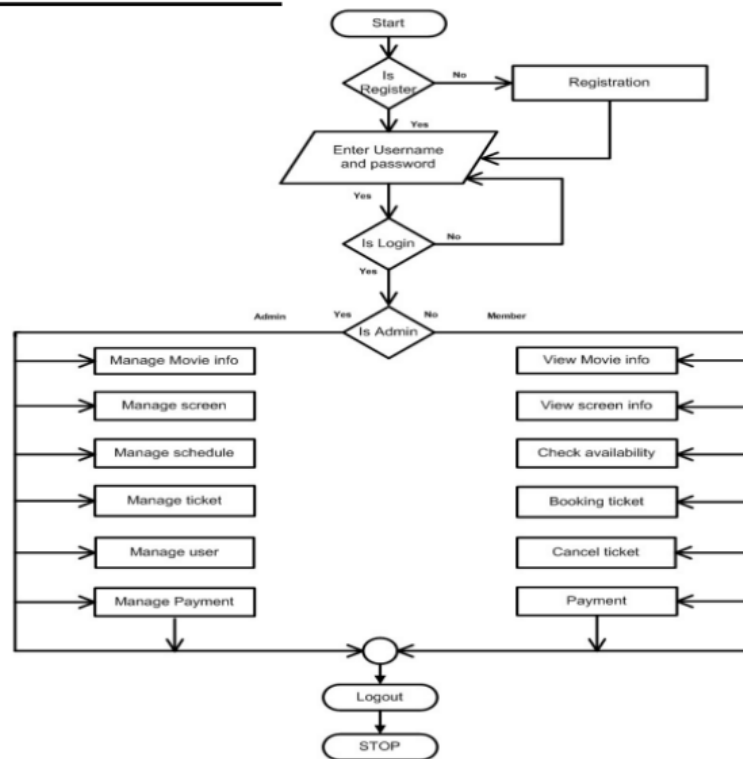 Start
Is
Register
No
Registration
Yes
Enter Username
and password
Yes
Is Login
No
Yes
Admin
Yes
Is Admin
No
Member
Manage Movie info
View Movie info
Manage screen
View screen info
Manage schedule
Check availability
Manage ticket
Booking ticket
Manage user
Cancel ticket
Manage Payment
Payment
Logout
STOP